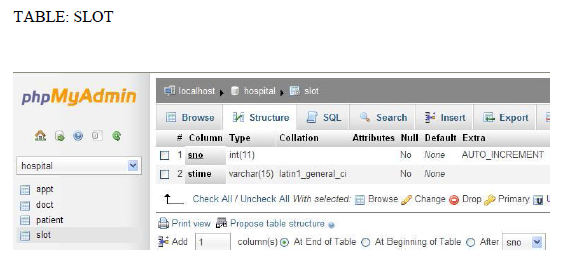 TABLE: SLOT
phpMyAdmin
localhost hospital slot
Browse Structure SQL Search Insert Export
# Column Type Collation Attributes Null Default Extra
1 sno int(11) No None AUTO_INCREMENT
2 stime varchar(15) latin1_general_ci No None
hospital
appt
doct
patient
slot
Check All / Uncheck All With selected: Browse Change Drop Primary U
Print view Propose table structure
Add 1 column(s) At End of Table At Beginning of Table After sno